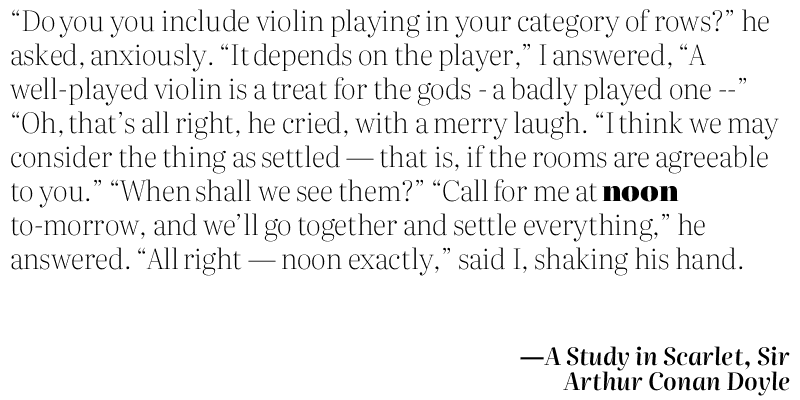 “Do you you include violin playing in your category of rows?” he
asked, anxiously. “It depends on the player,” I answered, “A
well-played violin is a treat for the gods - a badly played one --”
“Oh, that’s all right, he cried, with a merry laugh. “I think we may
consider the thing as settled — that is, if the rooms are agreeable
to you.” “When shall we see them?” “Call for me at noon
to-morrow, and we’ll go together and settle everything,” he
answered. “All right — noon exactly,” said I, shaking his hand.
—A Study in Scarlet, Sir
Arthur Conan Doyle